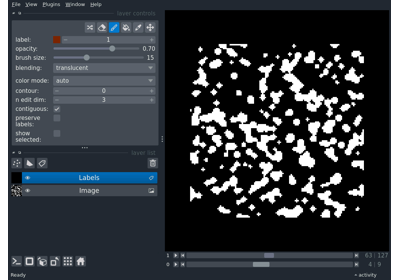 File View Plugins Window Help
layer controls
label: 1
opacity: 0.70
brush size: 15
blending: translucent
color mode: auto
contour: 0
n edit dim: 3
contiguous:
preserve
labels:
show
selected:
layer list
Labels
Image
1 63 127
0 4 9
Ready activity